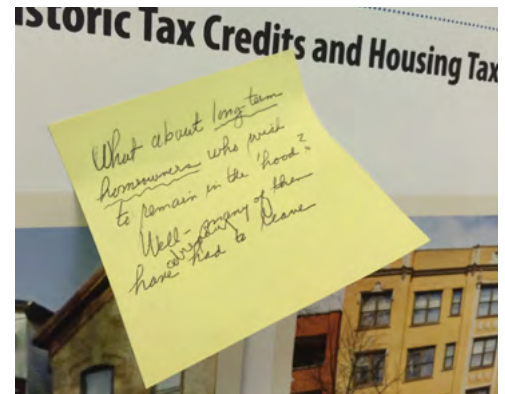 istoric Tax Credits and Housing Tax
What about long term
homeowners who wish
to remain in the 'hood?
Well - many of them
already
have had to leave